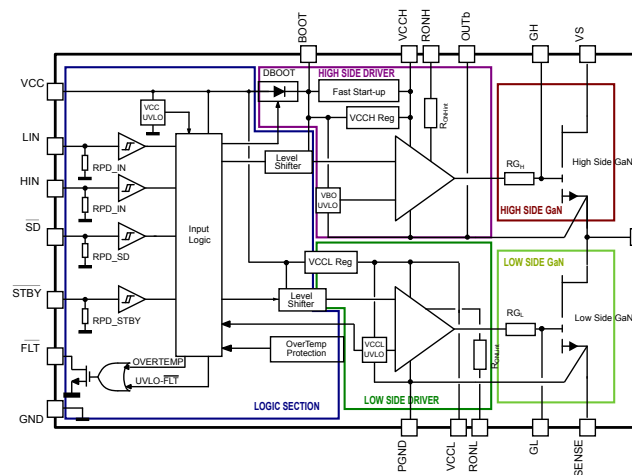 BOOT
VCCH
RONH
OUTb
GH
VS
VCC
LIN
HIN
SD
STBY
FLT
GND
DBOOT
HIGH SIDE DRIVER
Fast Start-up
VCC
UVLO
VCCH Reg
RONHint
RPD_IN
RPD_IN
RPD_SD
RPD_STBY
Input
Logic
Level
Shifter
VBO
UVLO
RGH
High Side GaN
HIGH SIDE GaN
VCCL Reg
LOW SIDE GaN
Level
Shifter
VCCL
UVLO
RGL
Low Side GaN
RONLint
OverTemp
Protection
OVERTEMP
UVLO-FLT
LOGIC SECTION
LOW SIDE DRIVER
PGND
VCCL
RONL
GL
SENSE